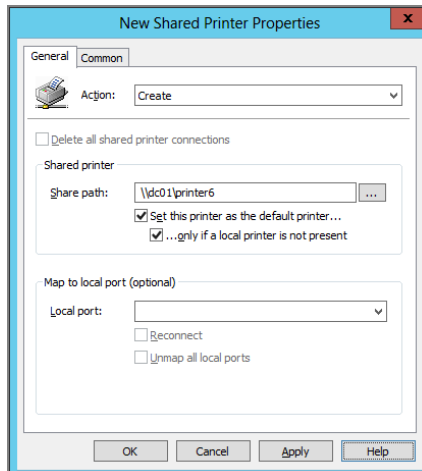 New Shared Printer Properties
x
General Common
Action: Create
Delete all shared printer connections
Shared printer
Share path: \\dc01\printer6 ...
Set this printer as the default printer...
...only if a local printer is not present
Map to local port (optional)
Local port:
Reconnect
Unmap all local ports
OK Cancel Apply Help